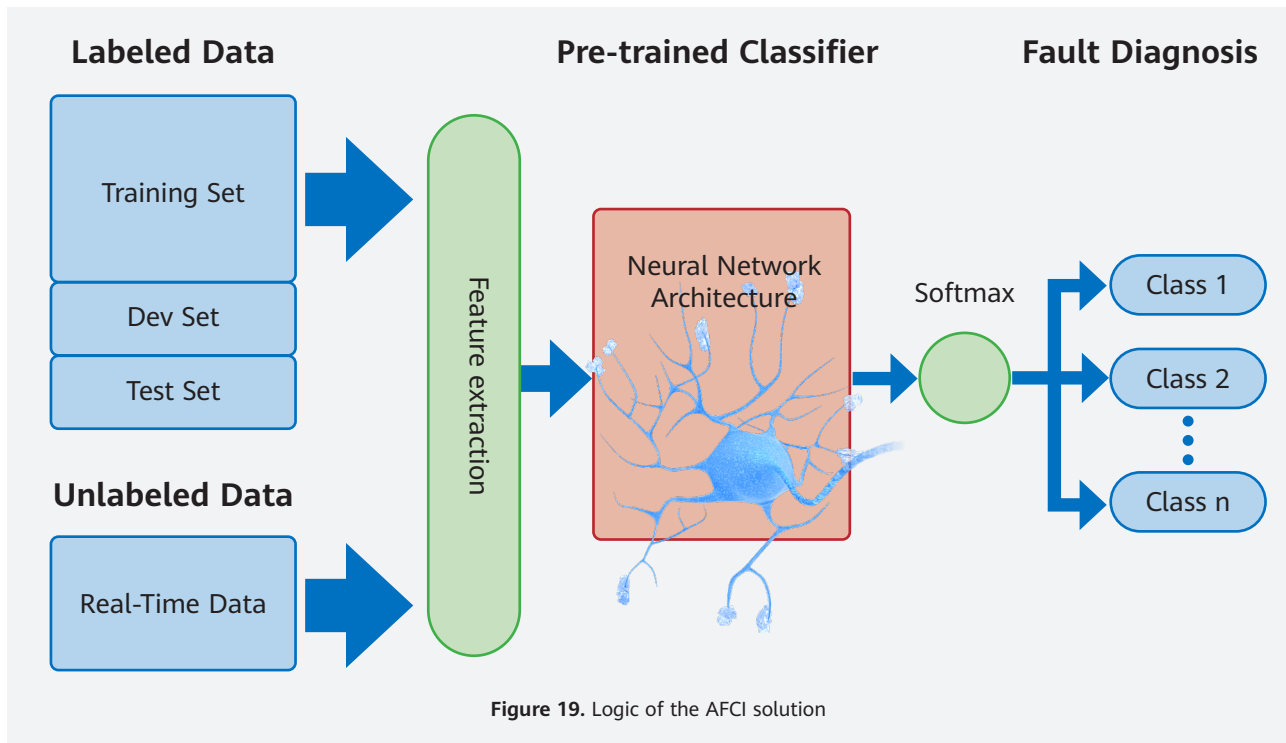 Labeled Data
Training Set
Dev Set
Test Set
Unlabeled Data
Real-Time Data
Feature extraction
Pre-trained Classifier
Neural Network
Architecture
Softmax
Fault Diagnosis
Class 1
Class 2
Class n
Figure 19. Logic of the AFCI solution